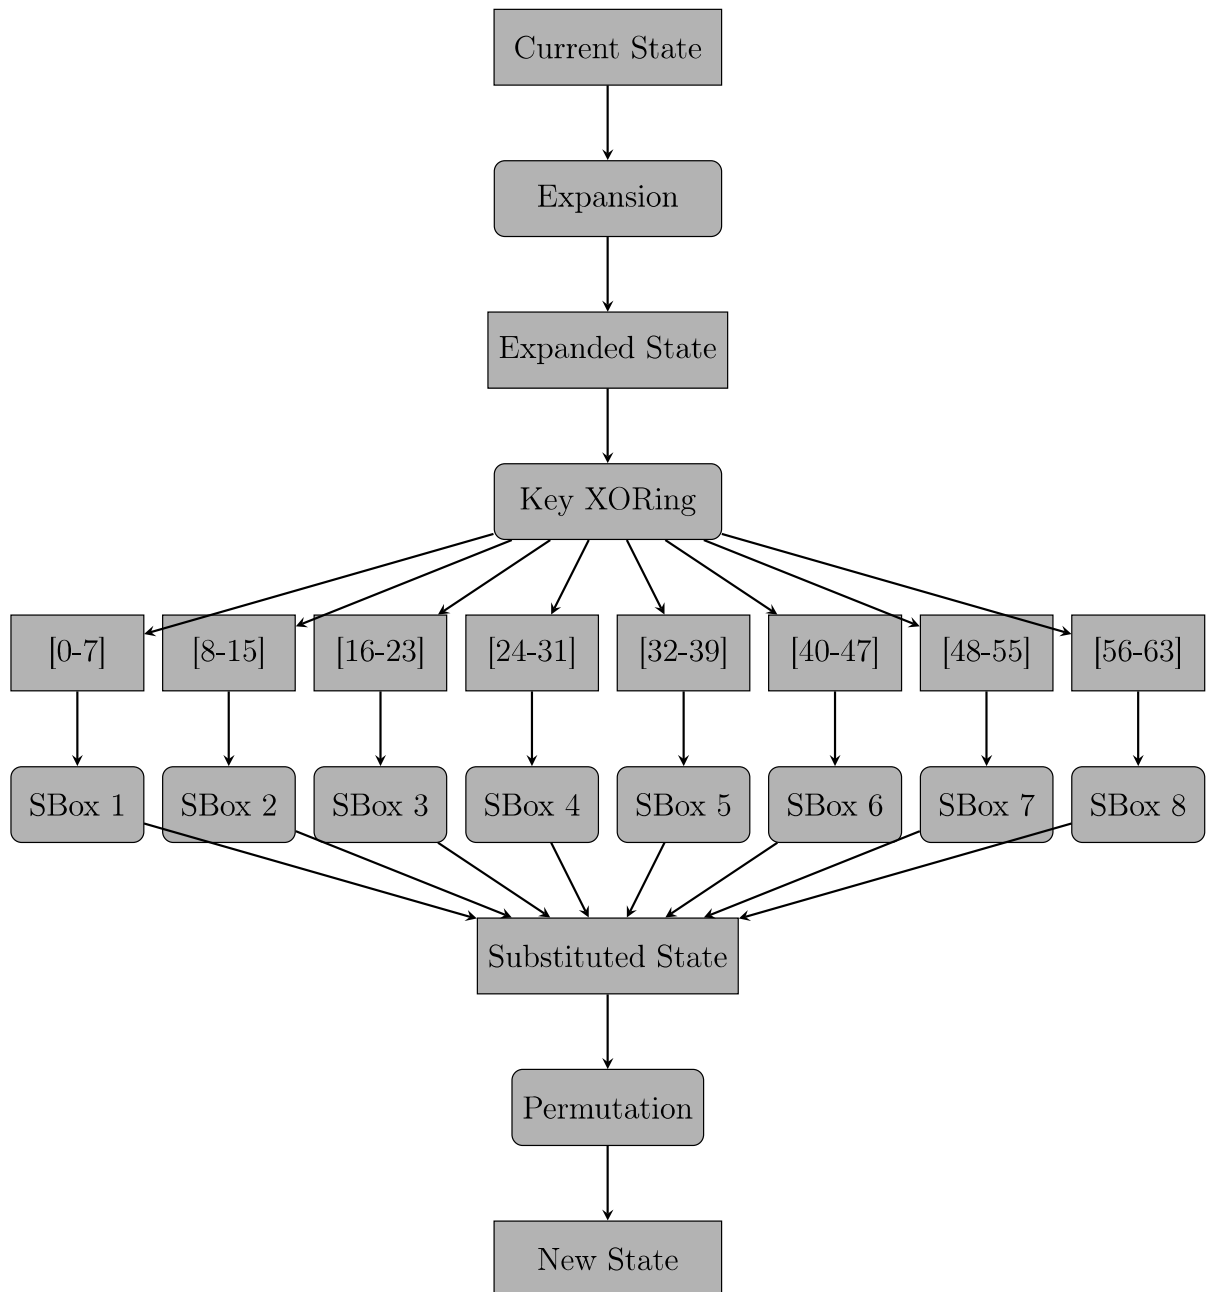 Current State
Expansion
Expanded State
Key XORing
[0-7] [8-15] [16-23] [24-31] [32-39] [40-47] [48-55] [56-63]
SBox 1 SBox 2 SBox 3 SBox 4 SBox 5 SBox 6 SBox 7 SBox 8
Substituted State
Permutation
New State